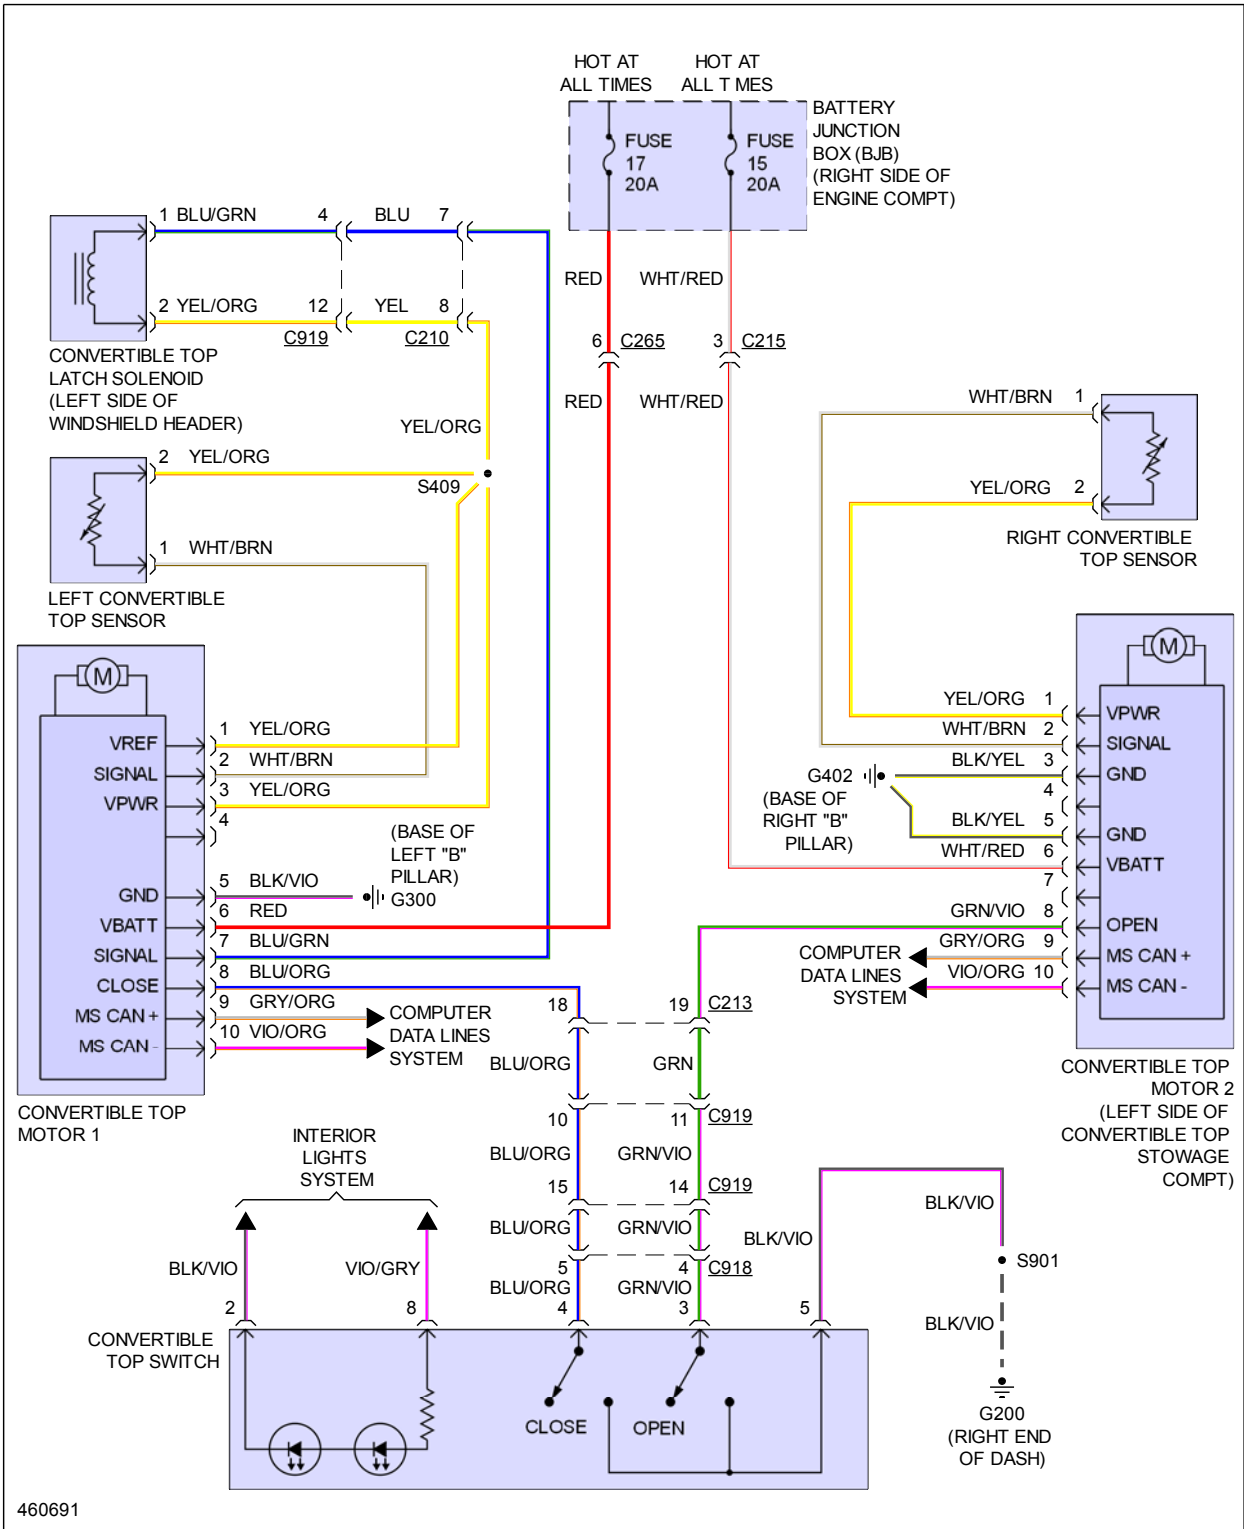 HOT AT
ALL TIMES
HOT AT
ALL T MES
BATTERY
JUNCTION
BOX (BJB)
(RIGHT SIDE OF
ENGINE COMPT)
FUSE
17
20A
FUSE
15
20A
1 BLU/GRN 4 BLU 7
2 YEL/ORG 12 YEL 8
C919 C210
CONVERTIBLE TOP
LATCH SOLENOID
(LEFT SIDE OF
WINDSHIELD HEADER)
RED WHT/RED
6 C265 3 C215
RED WHT/RED
YEL/ORG
2 YEL/ORG
S409
1 WHT/BRN
LEFT CONVERTIBLE
TOP SENSOR
WHT/BRN 1
YEL/ORG 2
RIGHT CONVERTIBLE
TOP SENSOR
M
VREF 1 YEL/ORG
SIGNAL 2 WHT/BRN
VPWR 3 YEL/ORG
4
GND 5 BLK/VIO
VBATT 6 RED
SIGNAL 7 BLU/GRN
CLOSE 8 BLU/ORG
MS CAN + 9 GRY/ORG
MS CAN - 10 VIO/ORG
(BASE OF
LEFT "B"
PILLAR)
G300
COMPUTER
DATA LINES
SYSTEM
CONVERTIBLE TOP
MOTOR 1
M
YEL/ORG 1 VPWR
WHT/BRN 2 SIGNAL
BLK/YEL 3 GND
4
BLK/YEL 5 GND
WHT/RED 6 VBATT
7
GRN/VIO 8 OPEN
GRY/ORG 9 MS CAN +
VIO/ORG 10 MS CAN -
G402
(BASE OF
RIGHT "B"
PILLAR)
COMPUTER
DATA LINES
SYSTEM
CONVERTIBLE TOP
MOTOR 2
(LEFT SIDE OF
CONVERTIBLE TOP
STOWAGE
COMPT)
18 19 C213
BLU/ORG GRN
10 11 C919
BLU/ORG GRN/VIO
15 14 C919
BLU/ORG GRN/VIO
5 4 C918
BLU/ORG GRN/VIO
4 3 5
INTERIOR
LIGHTS
SYSTEM
BLK/VIO VIO/GRY
2 8
BLK/VIO
BLK/VIO
S901
BLK/VIO
G200
(RIGHT END
OF DASH)
CONVERTIBLE
TOP SWITCH
CLOSE OPEN
460691